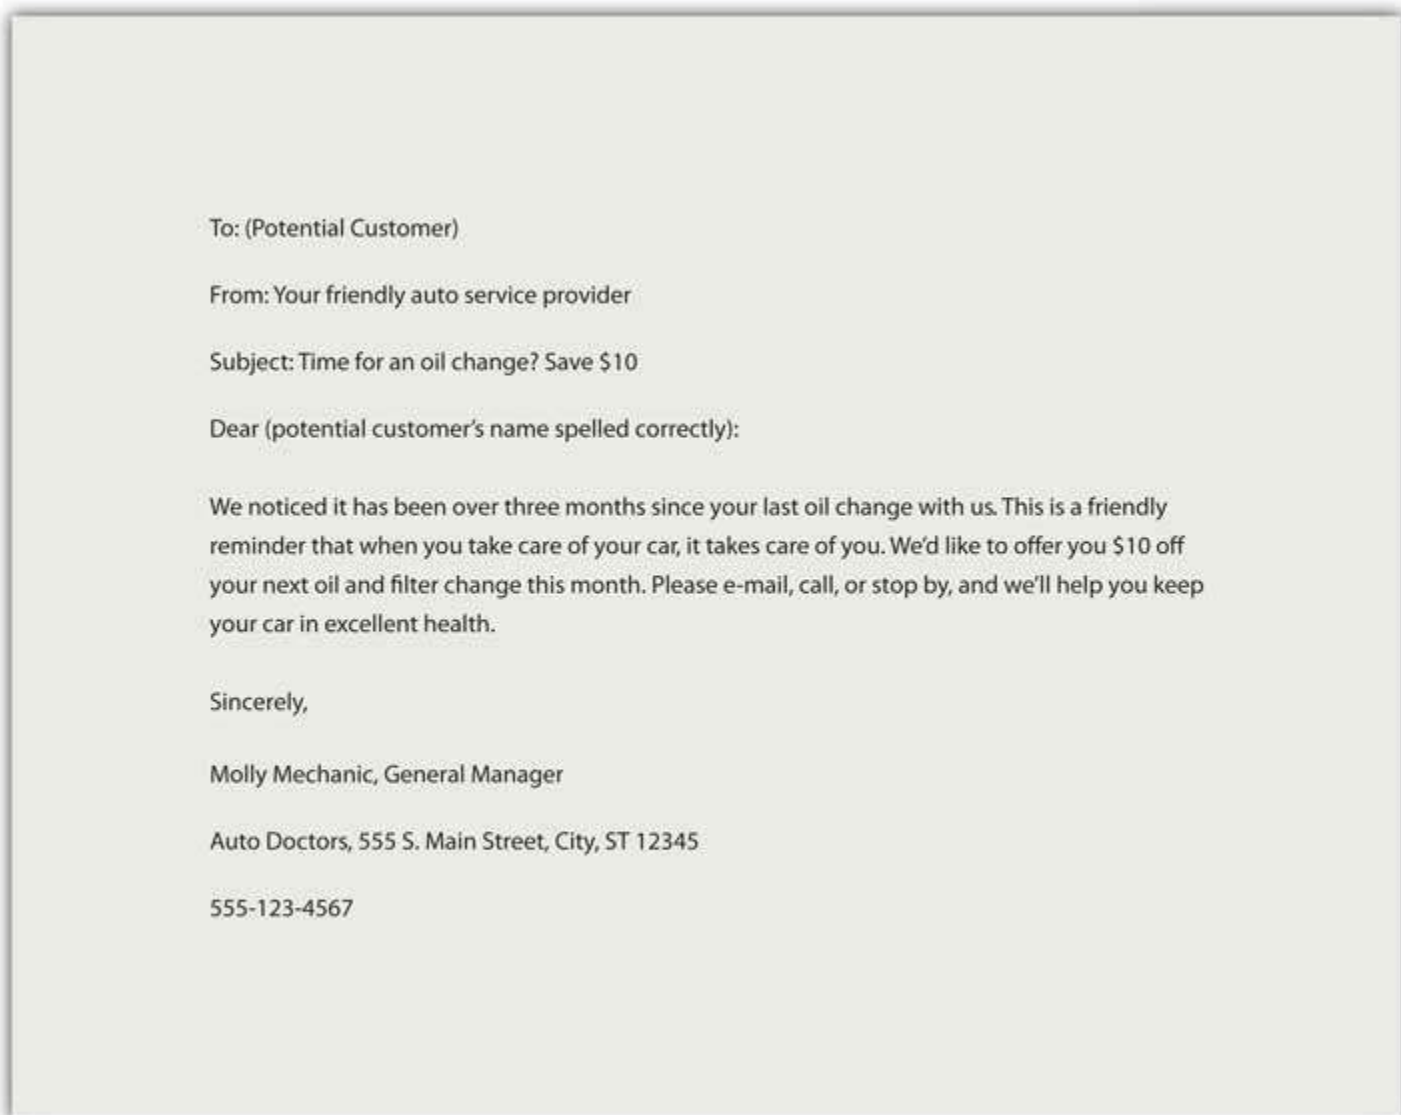 To: (Potential Customer)
From: Your friendly auto service provider
Subject: Time for an oil change? Save $10
Dear (potential customer's name spelled correctly):
We noticed it has been over three months since your last oil change with us. This is a friendly
reminder that when you take care of your car, it takes care of you. We'd like to offer you $10 off
your next oil and filter change this month. Please e-mail, call, or stop by, and we'll help you keep
your car in excellent health.
Sincerely,
Molly Mechanic, General Manager
Auto Doctors, 555 S. Main Street, City, ST 12345
555-123-4567